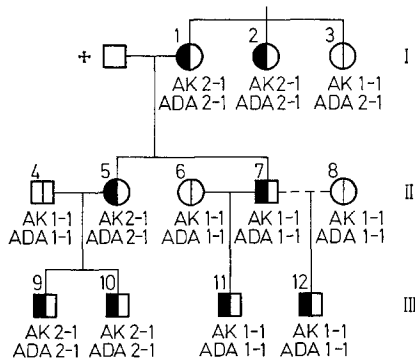 1 2 3 I
AK 2-1 AK 2-1 AK 1-1
ADA 2-1 ADA 2-1 ADA 2-1
4 5 6 7 8 II
AK 1-1 AK 2-1 AK 1-1 AK 1-1 AK 1-1
ADA 1-1 ADA 2-1 ADA 1-1 ADA 1-1 ADA 1-1
9 10 11 12 III
AK 2-1 AK 2-1 AK 1-1 AK 1-1
ADA 2-1 ADA 2-1 ADA 1-1 ADA 1-1